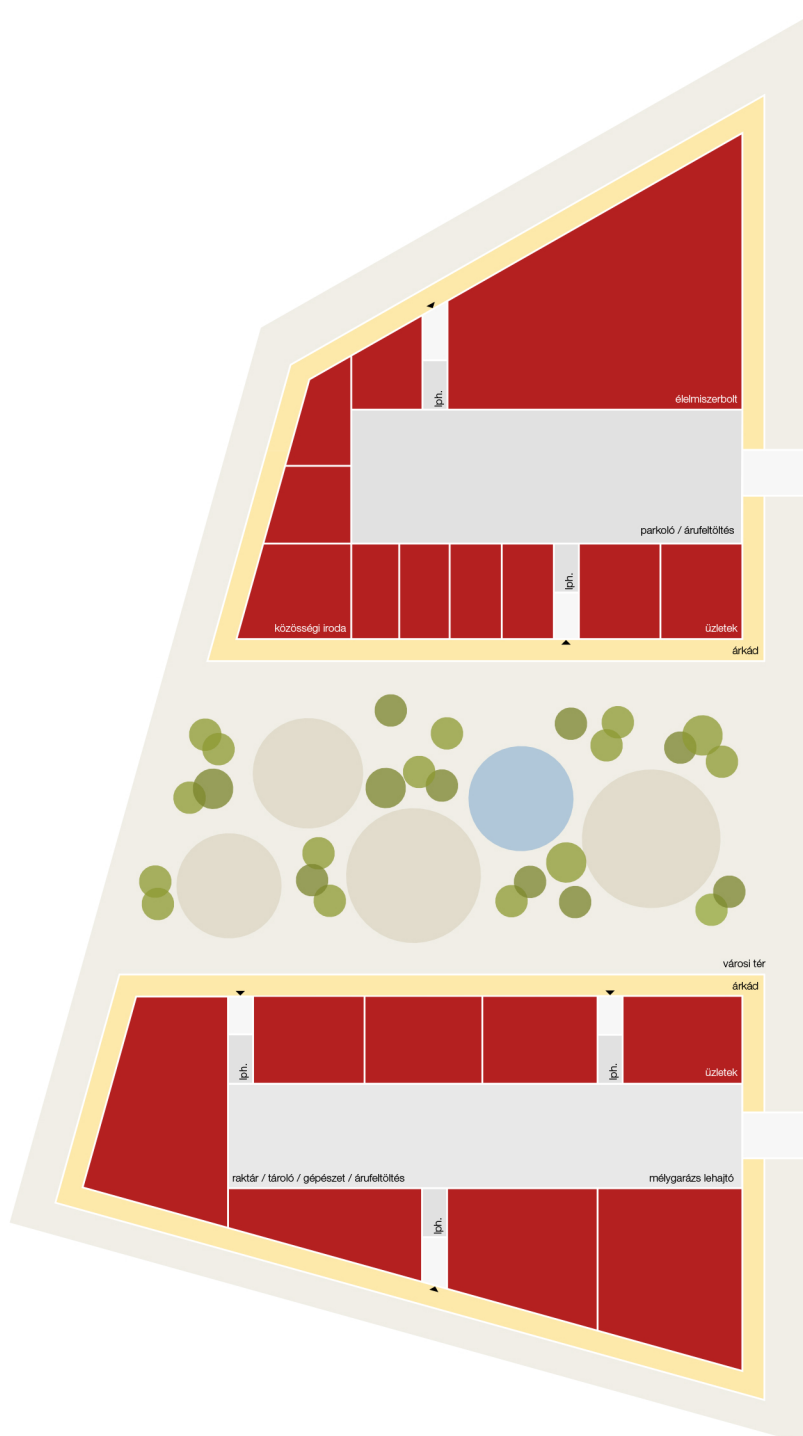 élelmiszerbolt
lph.
parkoló / árufeltöltés
lph.
közösségi iroda
üzletek
árkád
városi tér
árkád
lph.
lph.
üzletek
raktár / tároló / gépészet / árufeltöltés
mélygarázs lehajtó
lph.